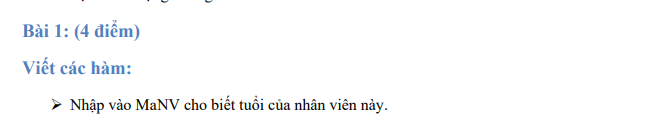 Bài 1: (4 điểm)
Viết các hàm:
➢ Nhập vào MaNV cho biết tuổi của nhân viên này.